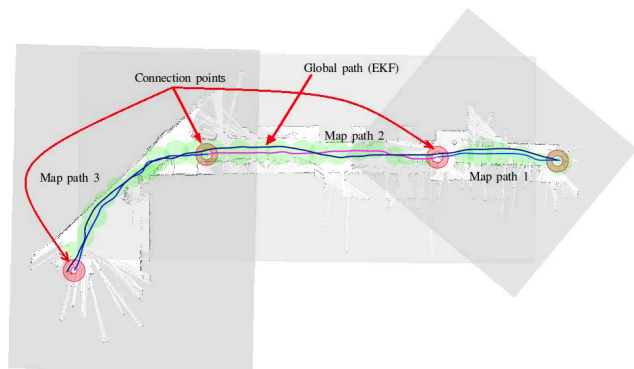 Global path (EKF)
Connection points
Map path 2
Map path 3
Map path 1